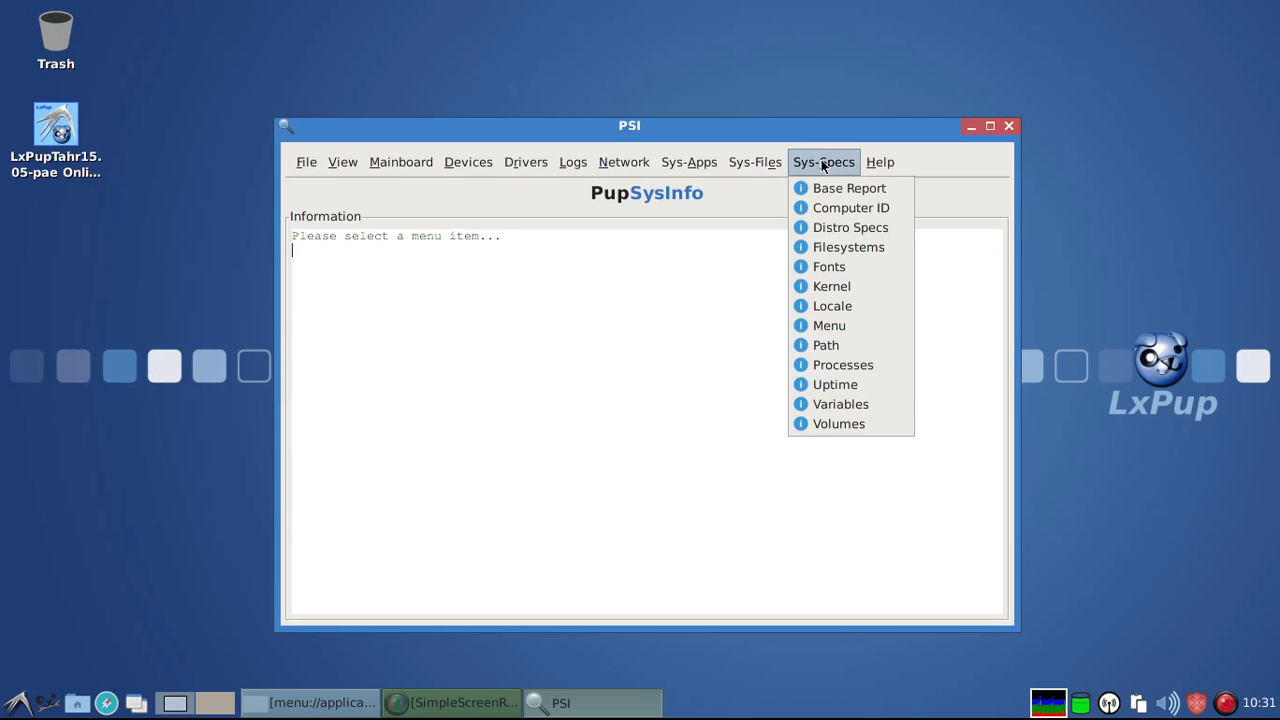 Trash
LxPupTahr15.
05-pae Onli...
PSI
File View Mainboard Devices Drivers Logs Network Sys-Apps Sys-Files Sys-Specs Help
PupSysInfo
Information
Please select a menu item...
Base Report
Computer ID
Distro Specs
Filesystems
Fonts
Kernel
Locale
Menu
Path
Processes
Uptime
Variables
Volumes
LxPup
[menu://applica... [SimpleScreenR... PSI 10:31